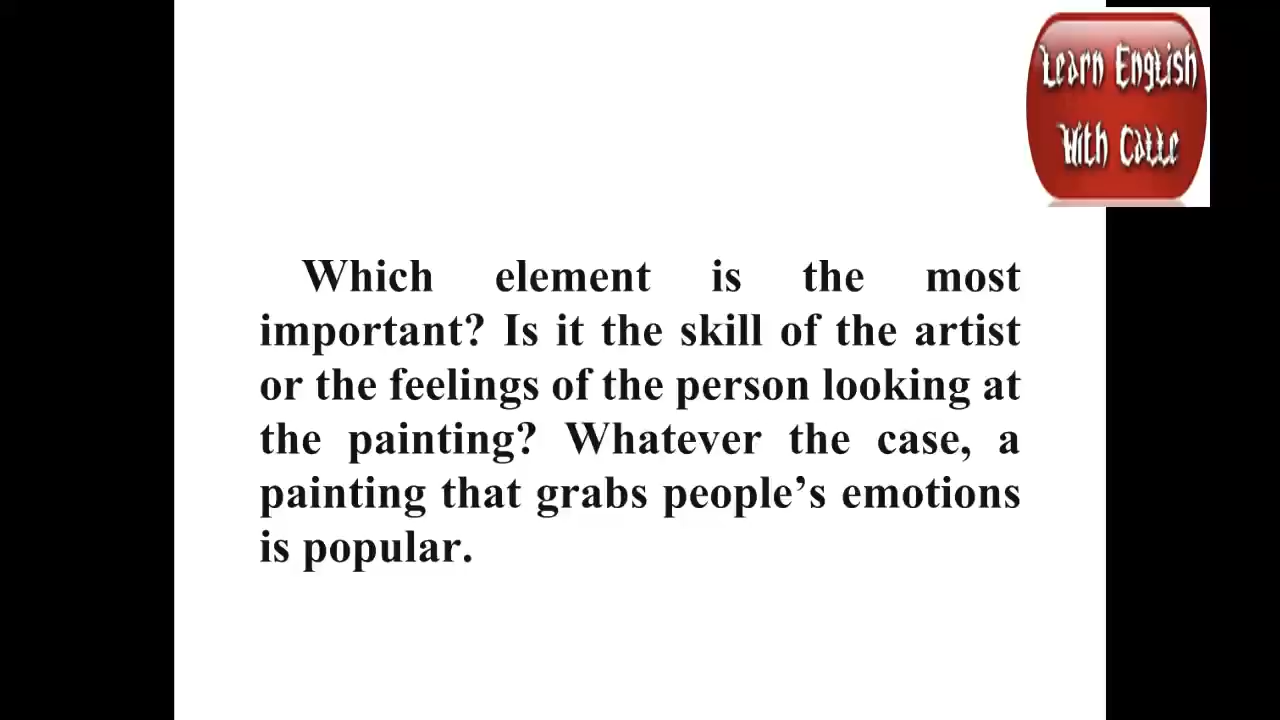 Learn English
With Catte
Which element is the most
important? Is it the skill of the artist
or the feelings of the person looking at
the painting? Whatever the case, a
painting that grabs people’s emotions
is popular.